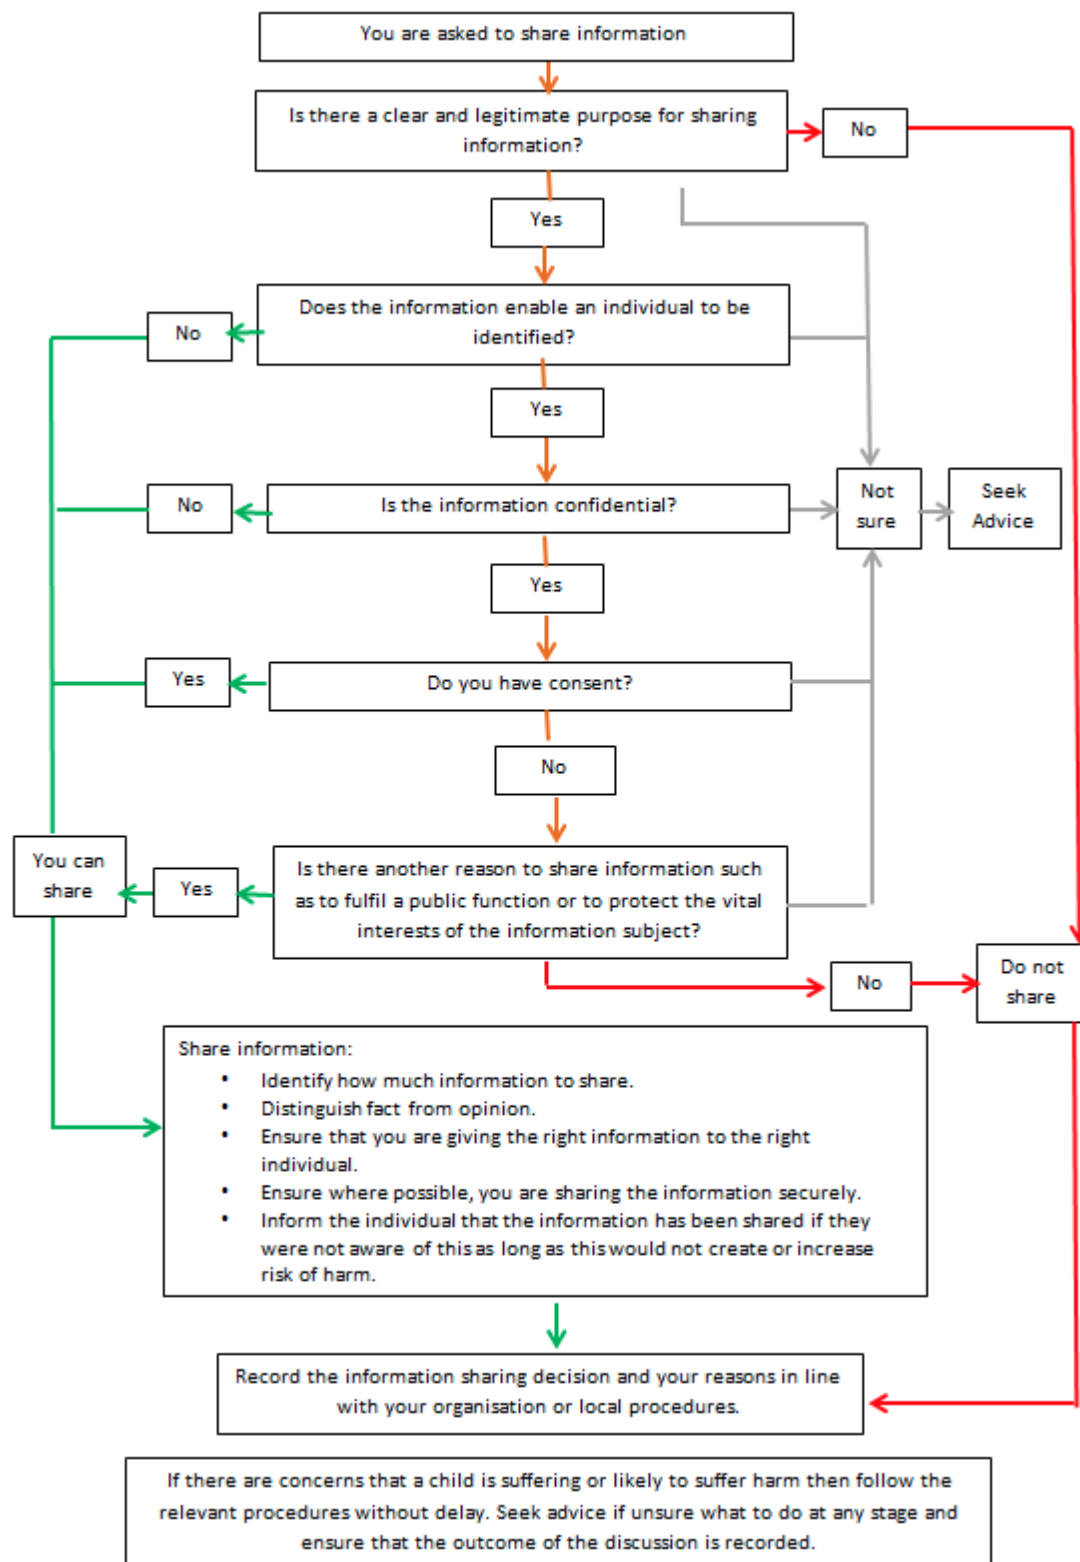 You are asked to share information
Is there a clear and legitimate purpose for sharing
information?
No
Yes
Does the information enable an individual to be
identified?
No
Yes
Is the information confidential?
No
Not
sure
Seek
Advice
Yes
Do you have consent?
Yes
No
Is there another reason to share information such
as to fulfil a public function or to protect the vital
interests of the information subject?
Yes
You can
share
No
Do not
share
Share information:
• Identify how much information to share.
• Distinguish fact from opinion.
• Ensure that you are giving the right information to the right
individual.
• Ensure where possible, you are sharing the information securely.
• Inform the individual that the information has been shared if they
were not aware of this as long as this would not create or increase
risk of harm.
Record the information sharing decision and your reasons in line
with your organisation or local procedures.
If there are concerns that a child is suffering or likely to suffer harm then follow the
relevant procedures without delay. Seek advice if unsure what to do at any stage and
ensure that the outcome of the discussion is recorded.